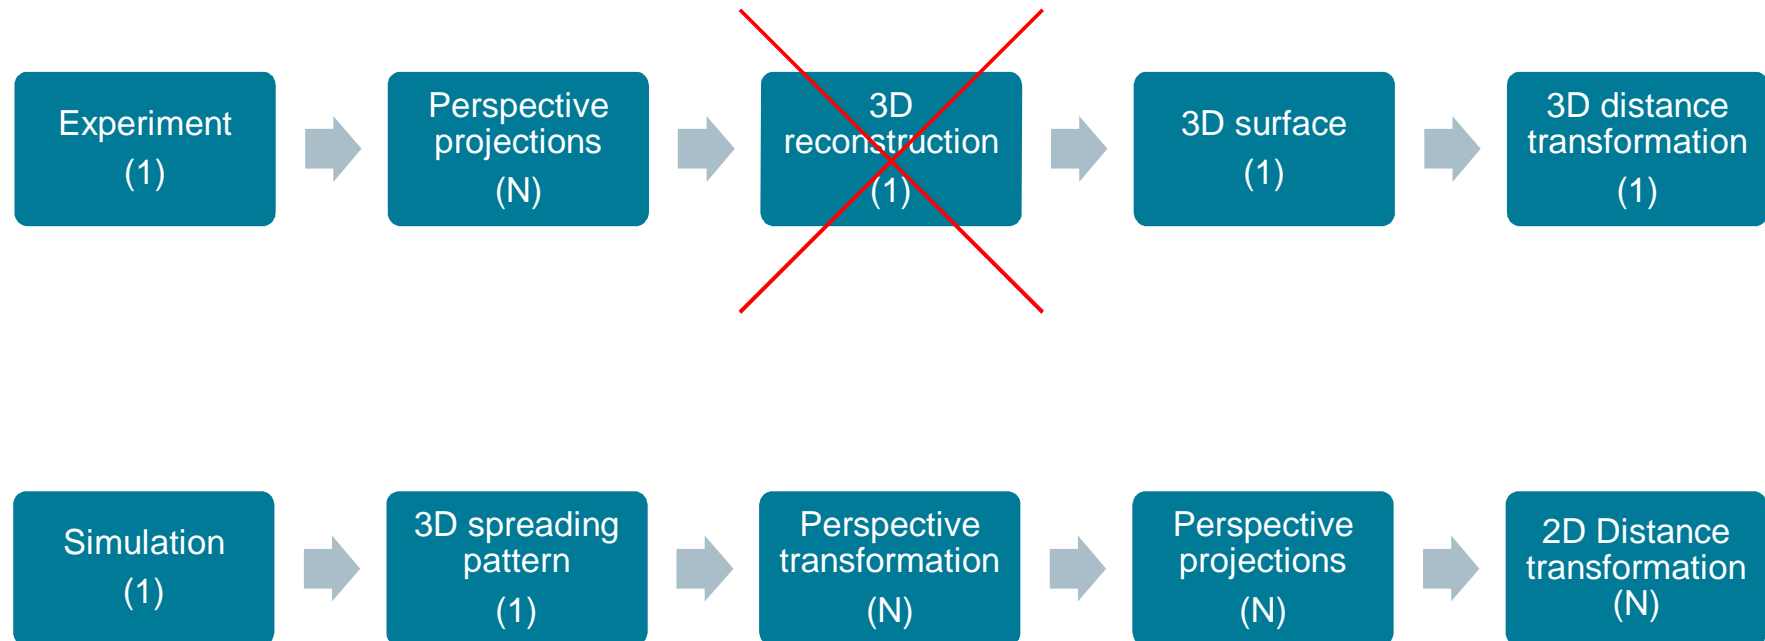 Experiment
(1)
Perspective
projections
(N)
3D
reconstruction
(1)
3D surface
(1)
3D distance
transformation
(1)
Simulation
(1)
3D spreading
pattern
(1)
Perspective
transformation
(N)
Perspective
projections
(N)
2D Distance
transformation
(N)